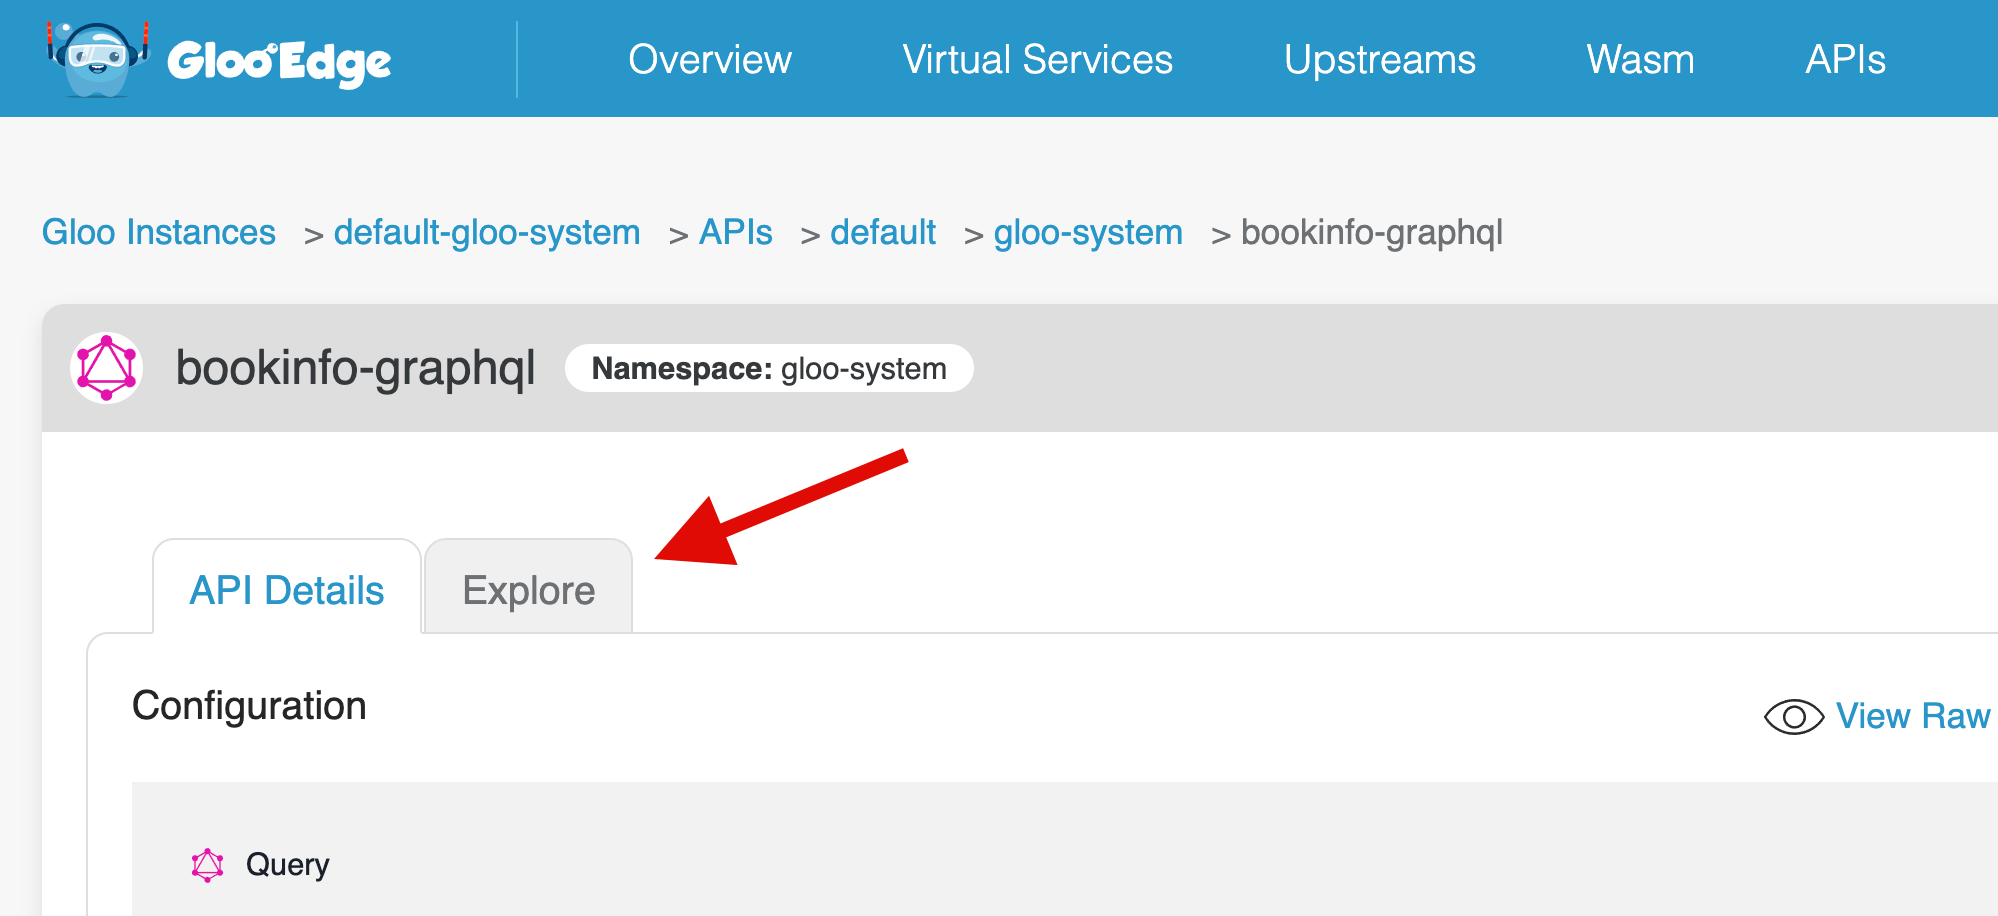 Gloo Edge Overview Virtual Services Upstreams Wasm APIs
Gloo Instances > default-gloo-system > APIs > default > gloo-system > bookinfo-graphql
bookinfo-graphql Namespace: gloo-system
API Details Explore
Configuration View Raw
Query